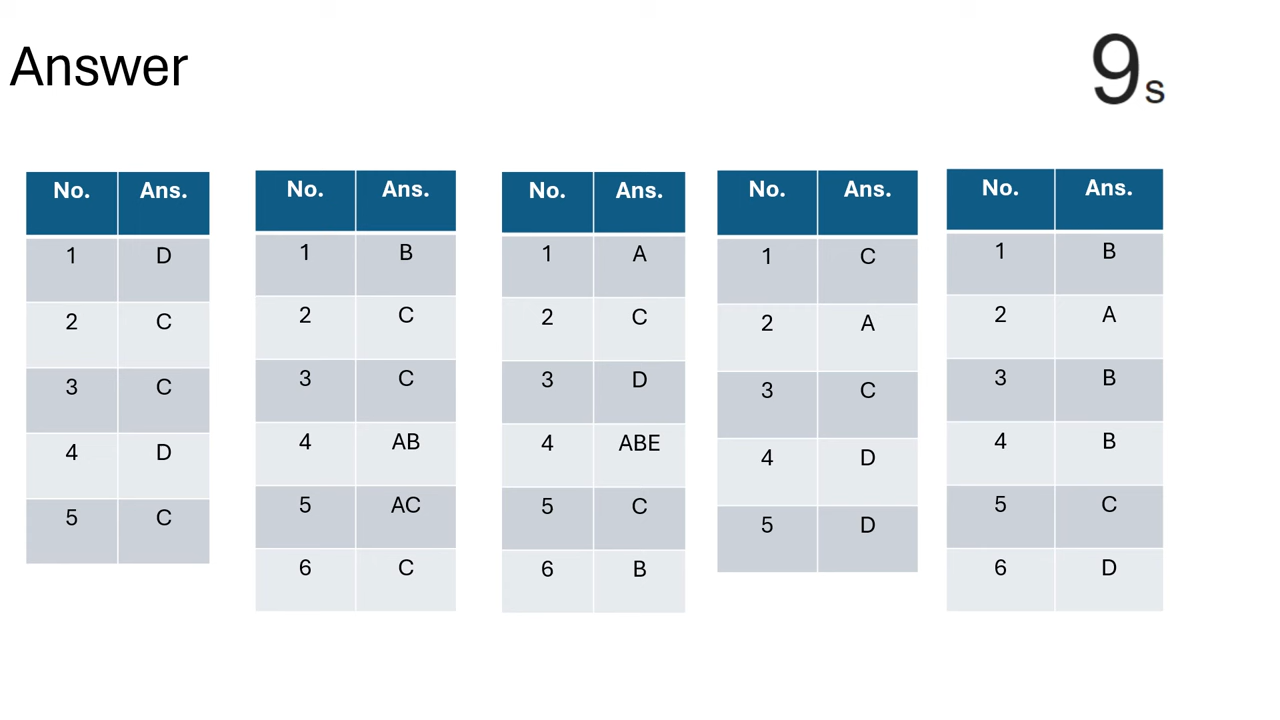 Answer
9s
No. Ans.
1 D
2 C
3 C
4 D
5 C
No. Ans.
1 B
2 C
3 C
4 AB
5 AC
6 C
No. Ans.
1 A
2 C
3 D
4 ABE
5 C
6 B
No. Ans.
1 C
2 A
3 C
4 D
5 D
No. Ans.
1 B
2 A
3 B
4 B
5 C
6 D